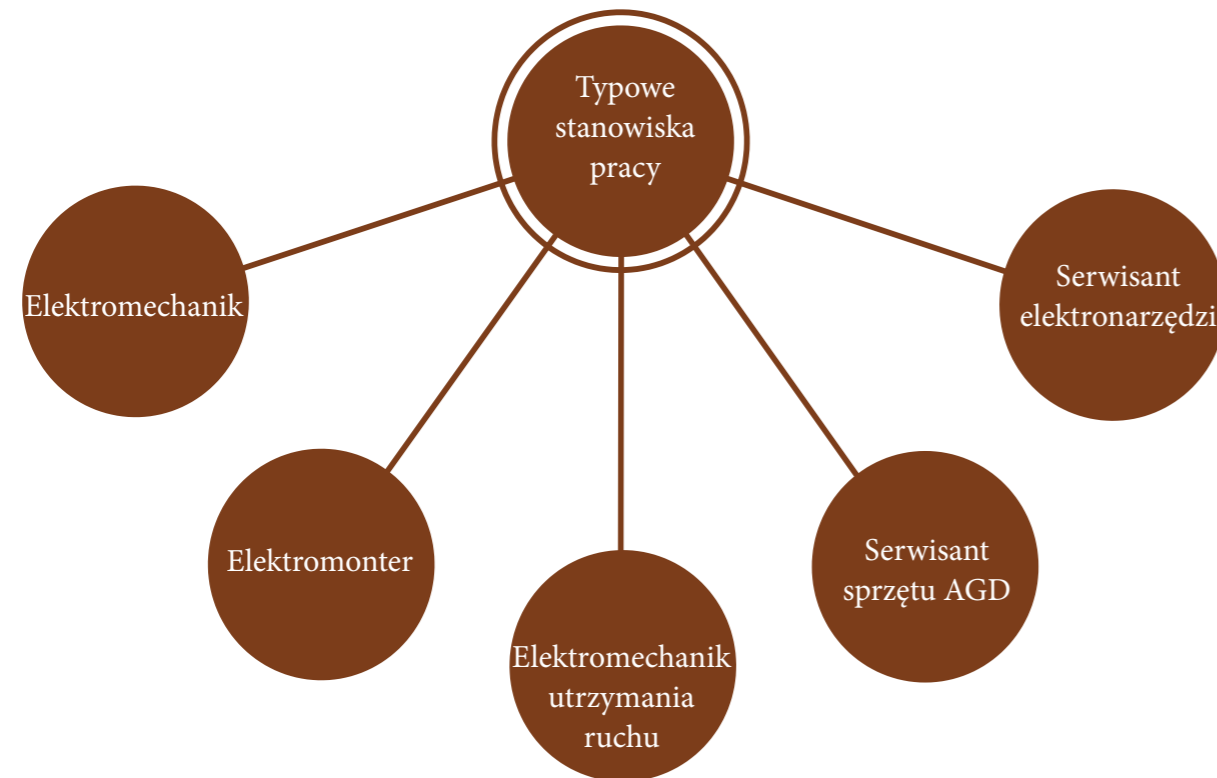 Typowe
stanowiska
pracy
Elektromechanik
Elektromonter
Elektromechanik
utrzymania
ruchu
Serwisant
sprzętu AGD
Serwisant
elektronarzędzi